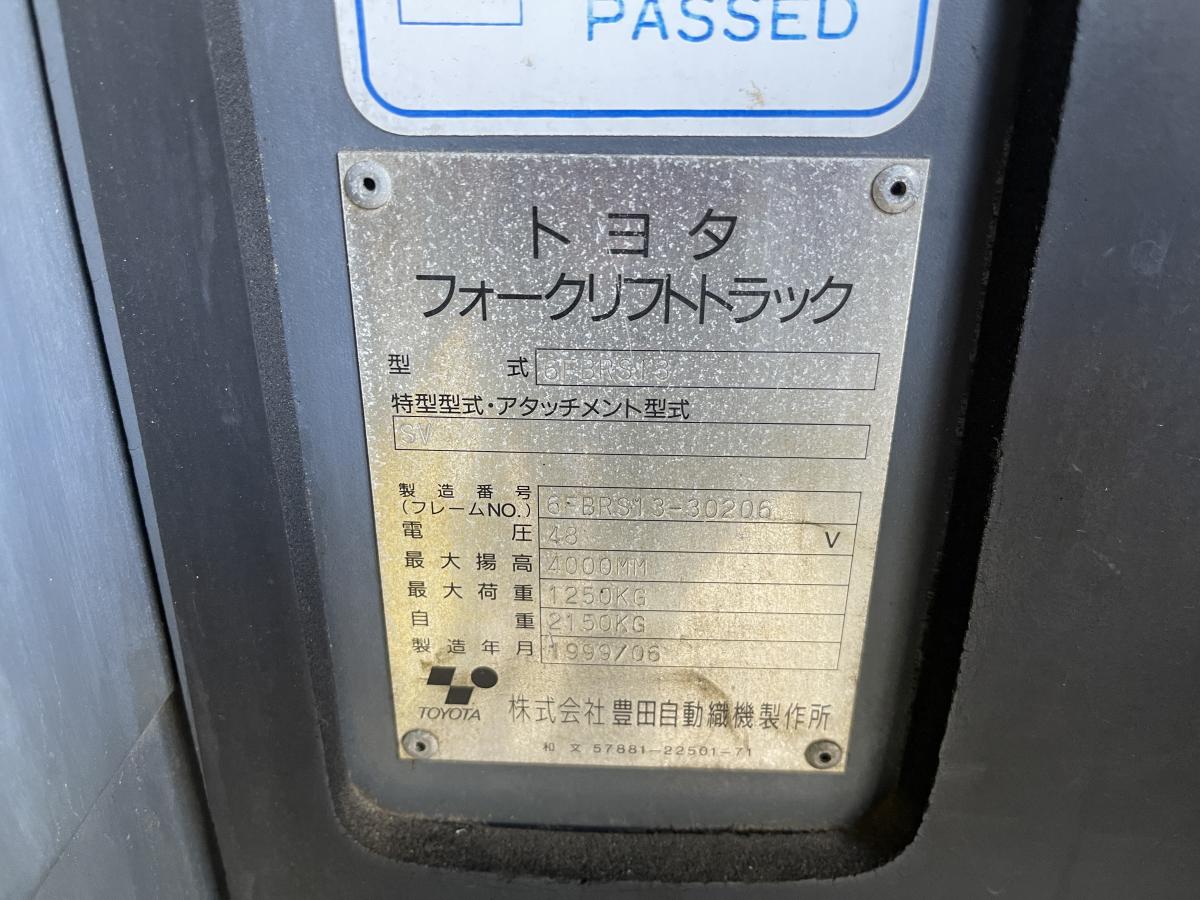 PASSED
トヨタ
フォークリフトトラック
型式 6FBRS13
特型型式・アタッチメント型式
SV
製造番号 (フレームNO.) 6FBRS13-30206
電圧 48 V
最大揚高 4000MM
最大荷重 1250KG
自重 2150KG
製造年月 1999/06
TOYOTA 株式会社 豊田自動織機製作所
和文 57881-22501-71